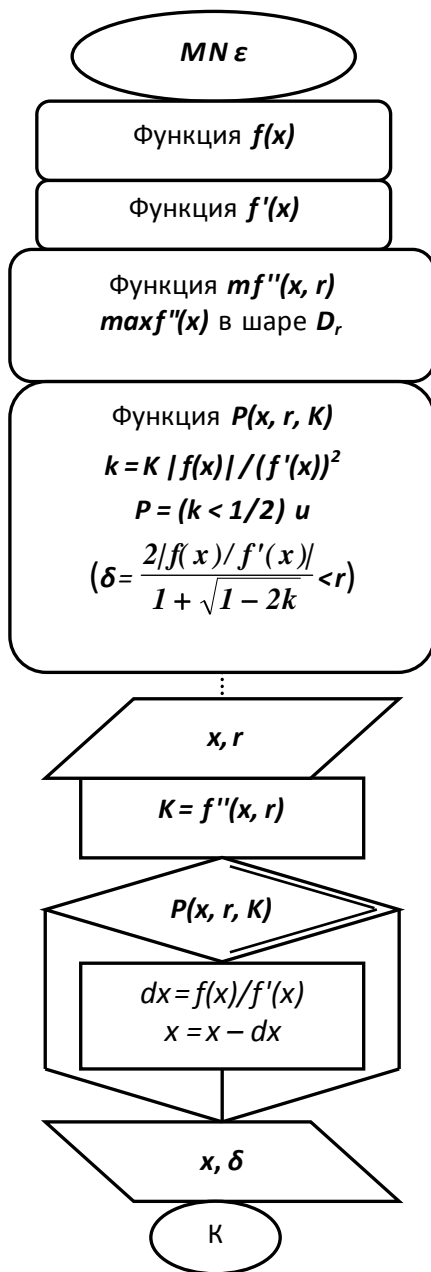 MN ε
Функция f(x)
Функция f'(x)
Функция mf''(x, r)
maxf''(x) в шаре Dᵣ
Функция P(x, r, K)
k = K |f(x)|/(f'(x))²
P = (k < 1/2) и
(δ = 2|f(x)/f'(x)| / 1 + √1 − 2k < r)
x, r
K = f''(x, r)
P(x, r, K)
dx = f(x)/f'(x)
x = x − dx
x, δ
К